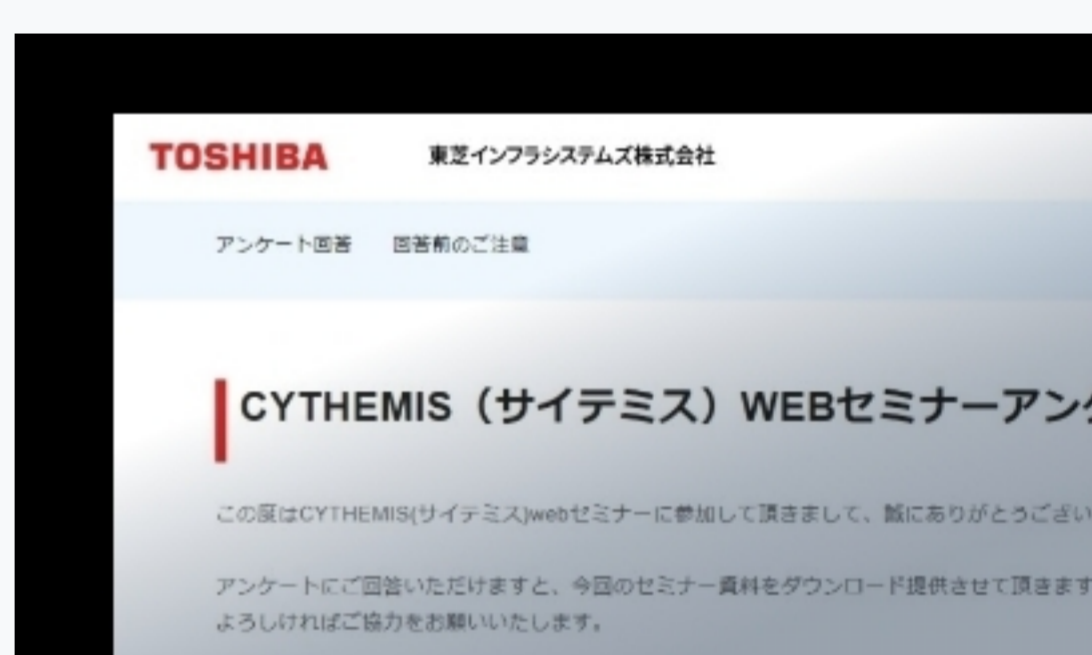 TOSHIBA 東芝インフラシステムズ株式会社
アンケート回答 回答前のご注意
CYTHEMIS（サイテミス）WEBセミナーアン
この度はCYTHEMIS(サイテミス)webセミナーに参加して頂きまして、誠にありがとうござい
アンケートにご回答いただけますと、今回のセミナー資料をダウンロード提供させて頂きます
よろしければご協力をお願いいたします。